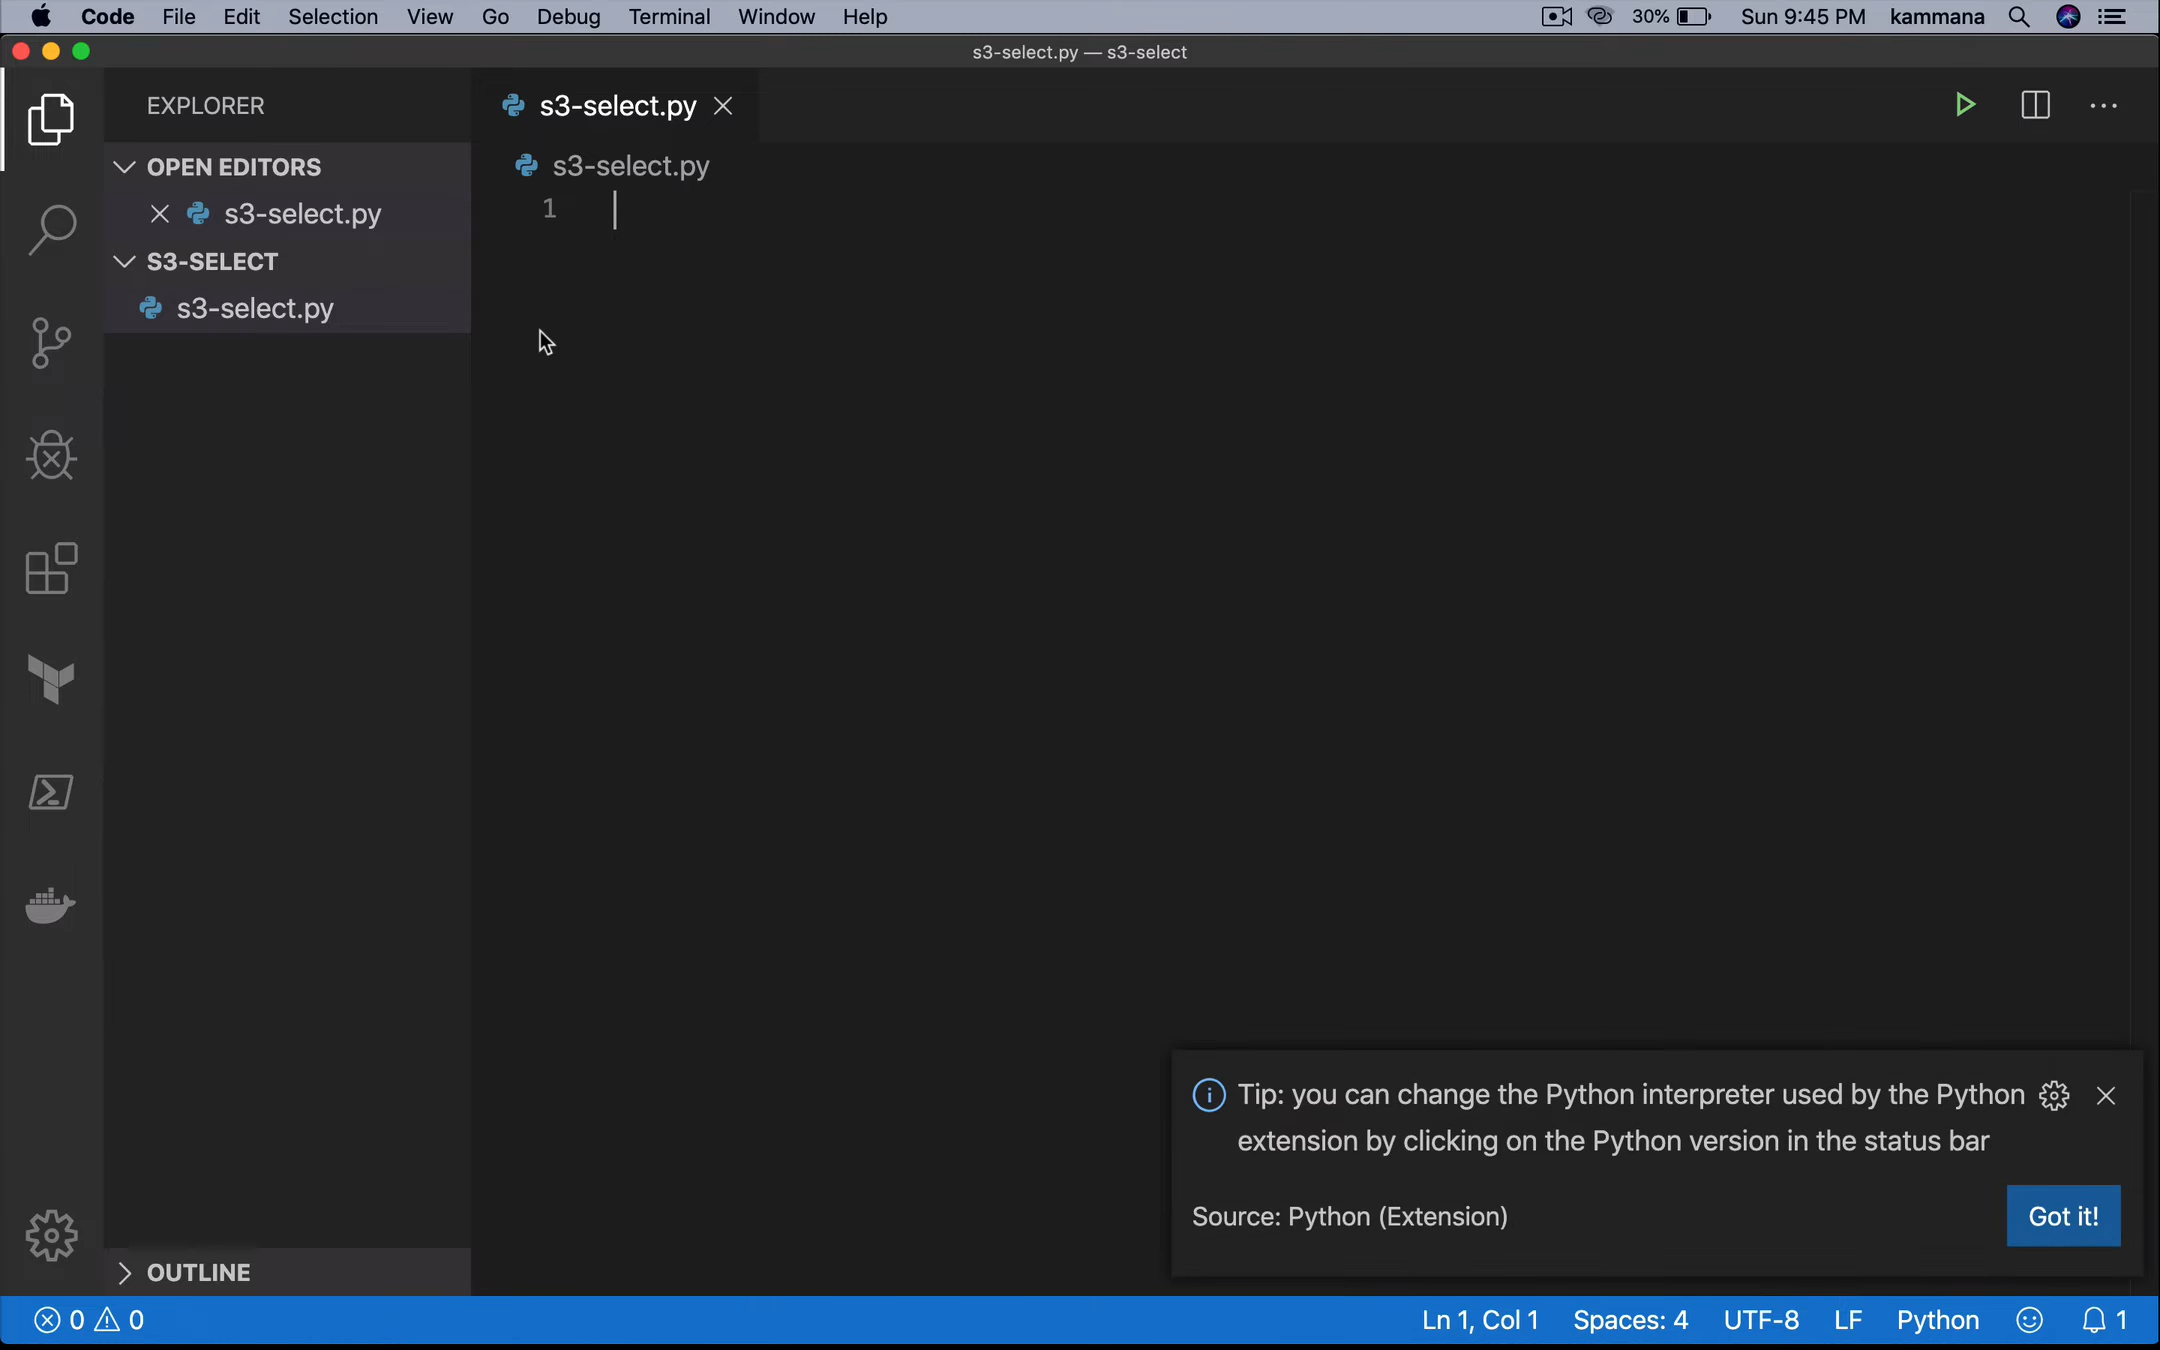 Code File Edit Selection View Go Debug Terminal Window Help 30% Sun 9:45 PM kammana
s3-select.py — s3-select
EXPLORER
s3-select.py
OPEN EDITORS
s3-select.py
s3-select.py
1
S3-SELECT
s3-select.py
Tip: you can change the Python interpreter used by the Python
extension by clicking on the Python version in the status bar
Source: Python (Extension)
Got it!
OUTLINE
0 0 Ln 1, Col 1 Spaces: 4 UTF-8 LF Python 1